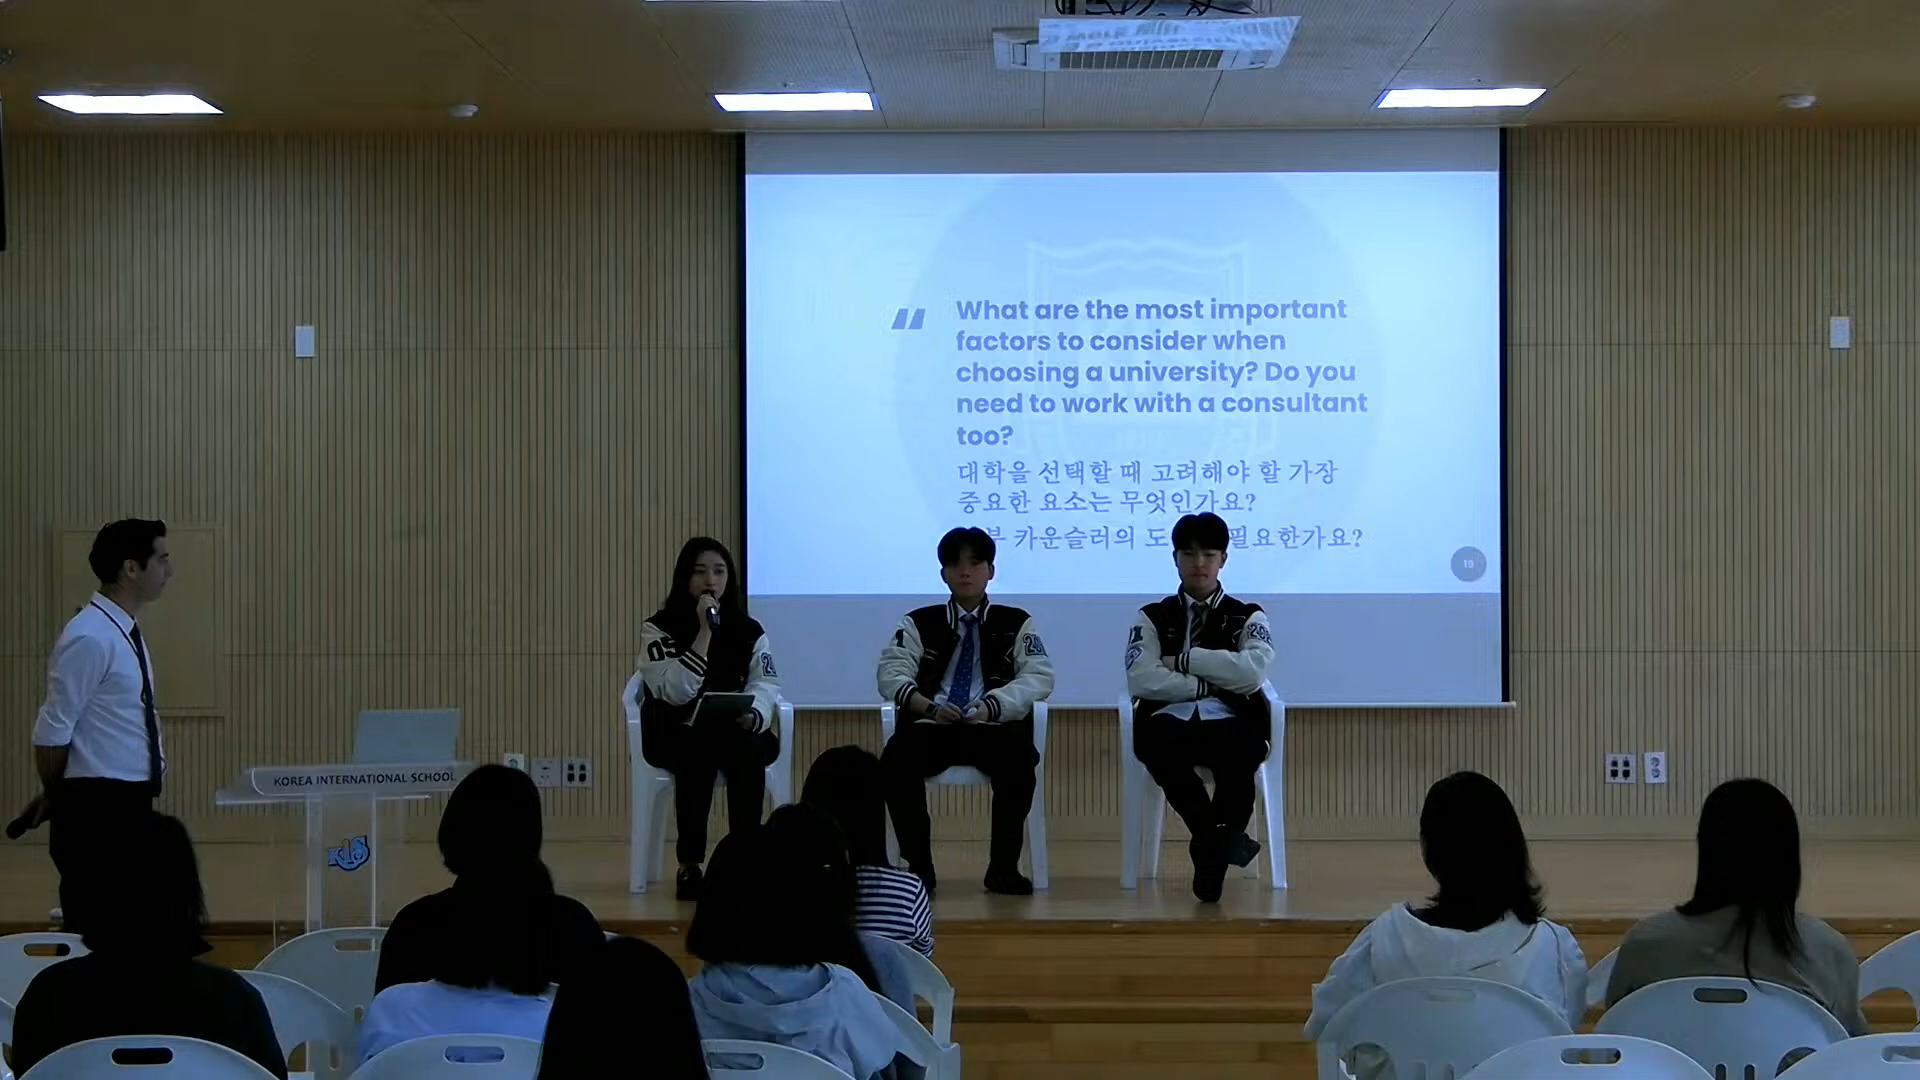 What are the most important
factors to consider when
choosing a university? Do you
need to work with a consultant
too?
대학을 선택할 때 고려해야 할 가장
중요한 요소는 무엇인가요?
카운슬러의 필요한가요?
19
05
1
KOREA INTERNATIONAL SCHOOL
KIS